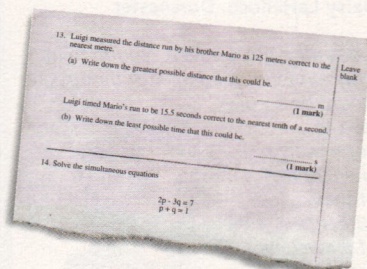 13. Luigi measured the distance run by his brother Mario as 125 metres correct to the
nearest metre.
Leave
blank
(a) Write down the greatest possible distance that this could be.
m
(1 mark)
Luigi timed Mario's run to be 15.5 seconds correct to the nearest tenth of a second.
(b) Write down the least possible time that this could be.
s
(1 mark)
14. Solve the simultaneous equations
2p - 3q = 7
p + q = 1